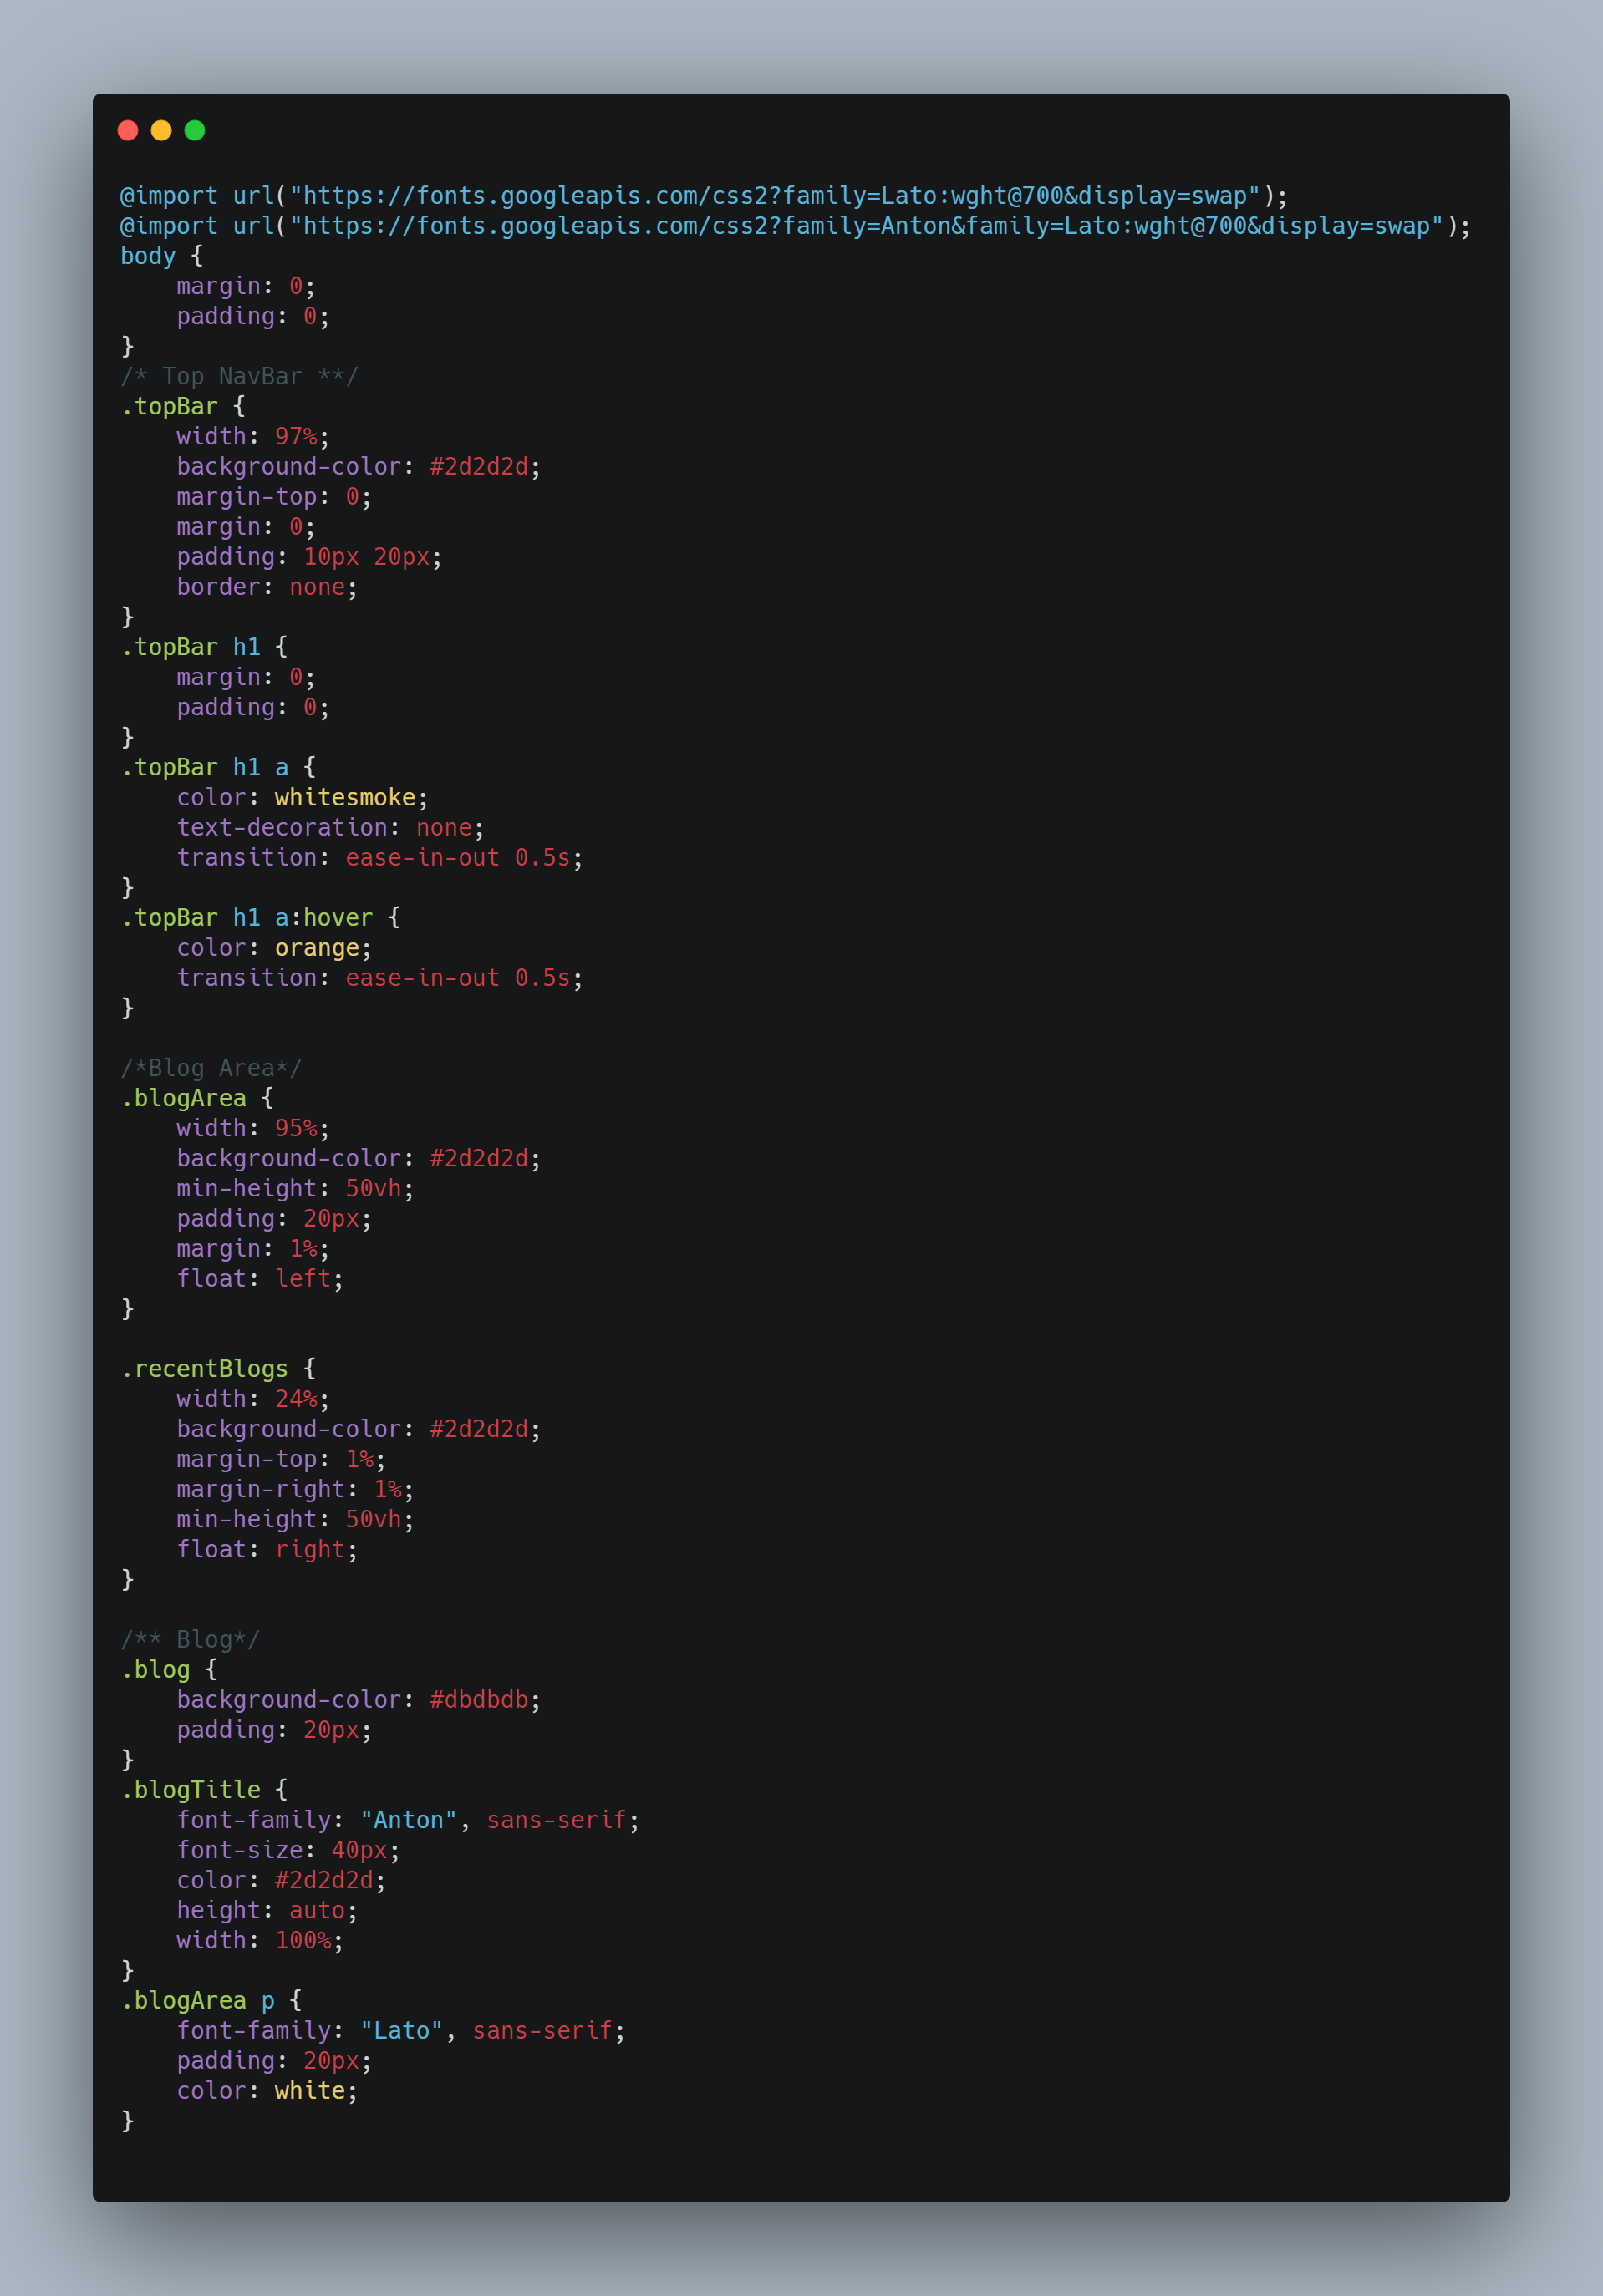 @import url("https://fonts.googleapis.com/css2?family=Lato:wght@700&display=swap");
@import url("https://fonts.googleapis.com/css2?family=Anton&family=Lato:wght@700&display=swap");
body {
    margin: 0;
    padding: 0;
}
/* Top NavBar **/
.topBar {
    width: 97%;
    background-color: #2d2d2d;
    margin-top: 0;
    margin: 0;
    padding: 10px 20px;
    border: none;
}
.topBar h1 {
    margin: 0;
    padding: 0;
}
.topBar h1 a {
    color: whitesmoke;
    text-decoration: none;
    transition: ease-in-out 0.5s;
}
.topBar h1 a:hover {
    color: orange;
    transition: ease-in-out 0.5s;
}

/*Blog Area*/
.blogArea {
    width: 95%;
    background-color: #2d2d2d;
    min-height: 50vh;
    padding: 20px;
    margin: 1%;
    float: left;
}

.recentBlogs {
    width: 24%;
    background-color: #2d2d2d;
    margin-top: 1%;
    margin-right: 1%;
    min-height: 50vh;
    float: right;
}

/** Blog*/
.blog {
    background-color: #dbdbdb;
    padding: 20px;
}
.blogTitle {
    font-family: "Anton", sans-serif;
    font-size: 40px;
    color: #2d2d2d;
    height: auto;
    width: 100%;
}
.blogArea p {
    font-family: "Lato", sans-serif;
    padding: 20px;
    color: white;
}